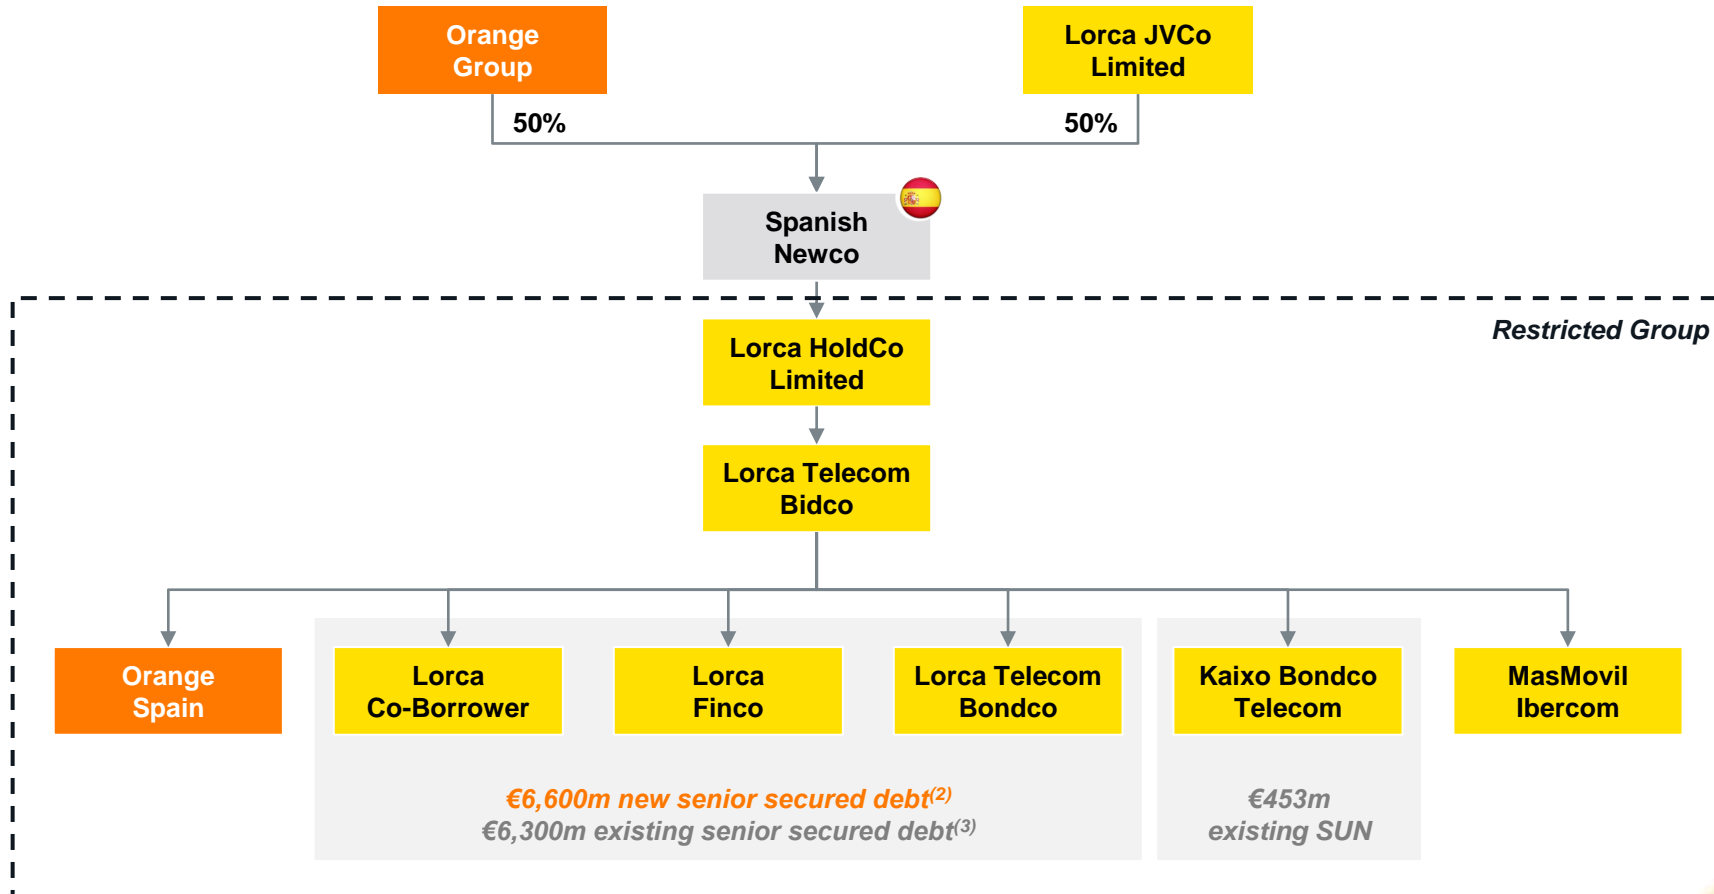 Orange
Group
Lorca JVCo
Limited
50%
50%
Spanish
Newco
Restricted Group
Lorca HoldCo
Limited
Lorca Telecom
Bidco
Orange
Spain
Lorca
Co-Borrower
Lorca
Finco
Lorca Telecom
Bondco
Kaixo Bondco
Telecom
MasMovil
Ibercom
€6,600m new senior secured debt(2)
€6,300m existing senior secured debt(3)
€453m
existing SUN